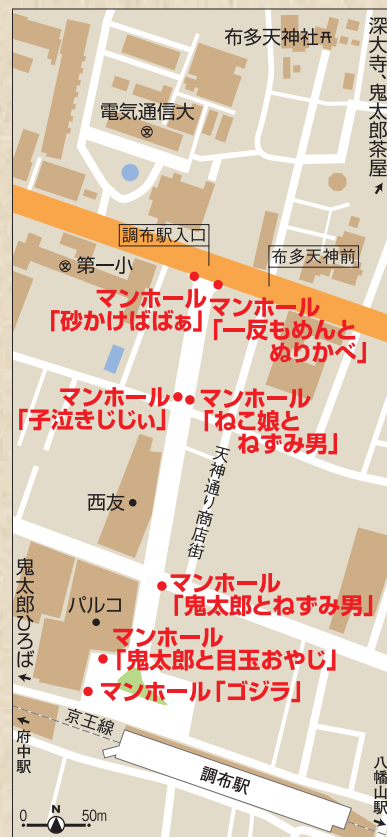 布多天神社
深大寺、鬼太郎茶屋
電気通信大
調布駅入口
布多天神前
第一小
マンホール
「砂かけばばぁ」
マンホール
「一反もめんと
ぬりかべ」
マンホール
「子泣きじじぃ」
マンホール
「ねこ娘と
ねずみ男」
天神通り商店街
西友
マンホール
「鬼太郎とねずみ男」
鬼太郎ひろば
パルコ
マンホール
「鬼太郎と目玉おやじ」
マンホール「ゴジラ」
京王線
府中駅
調布駅
八幡山駅
0 N 50m